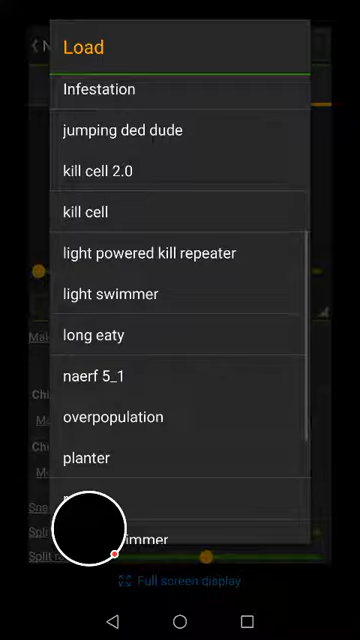 Load
Infestation
jumping ded dude
kill cell 2.0
kill cell
light powered kill repeater
light swimmer
long eaty
naerf 5_1
overpopulation
planter
immer
Full screen display